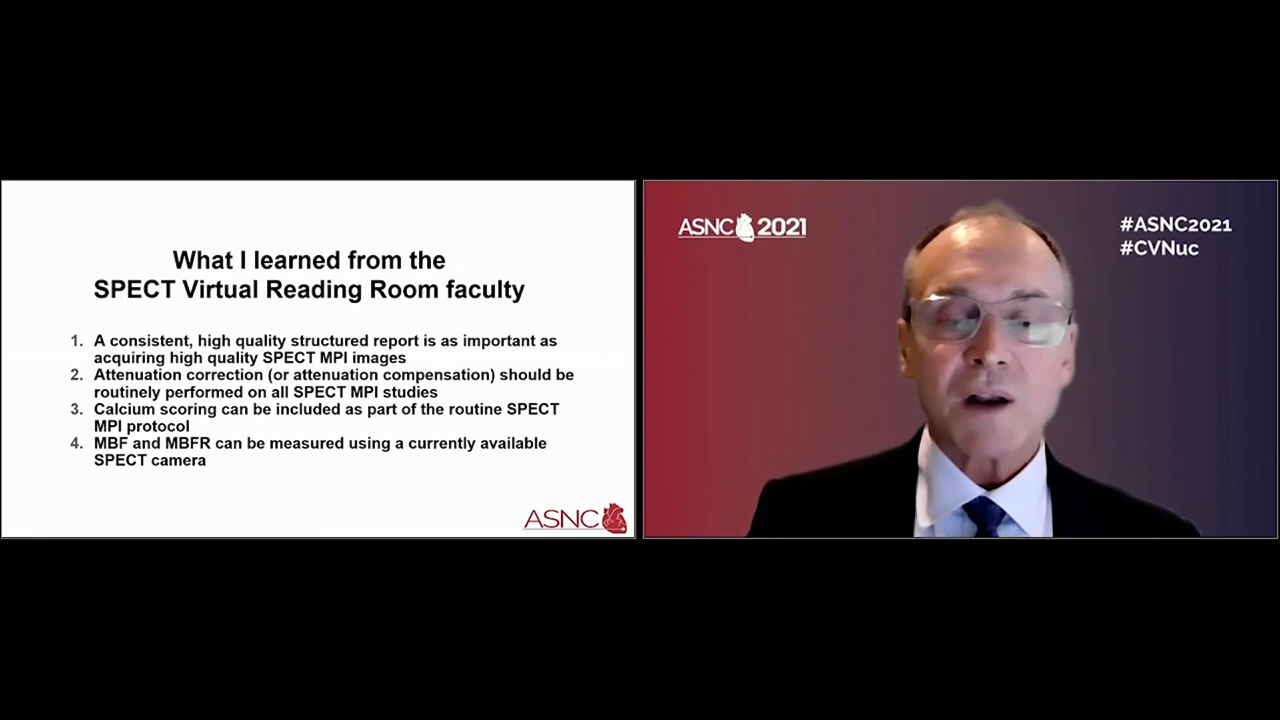 What I learned from the
SPECT Virtual Reading Room faculty
1. A consistent, high quality structured report is as important as
acquiring high quality SPECT MPI images
2. Attenuation correction (or attenuation compensation) should be
routinely performed on all SPECT MPI studies
3. Calcium scoring can be included as part of the routine SPECT
MPI protocol
4. MBF and MBFR can be measured using a currently available
SPECT camera
ASNC
ASNC 2021
#ASNC2021
#CVNuc